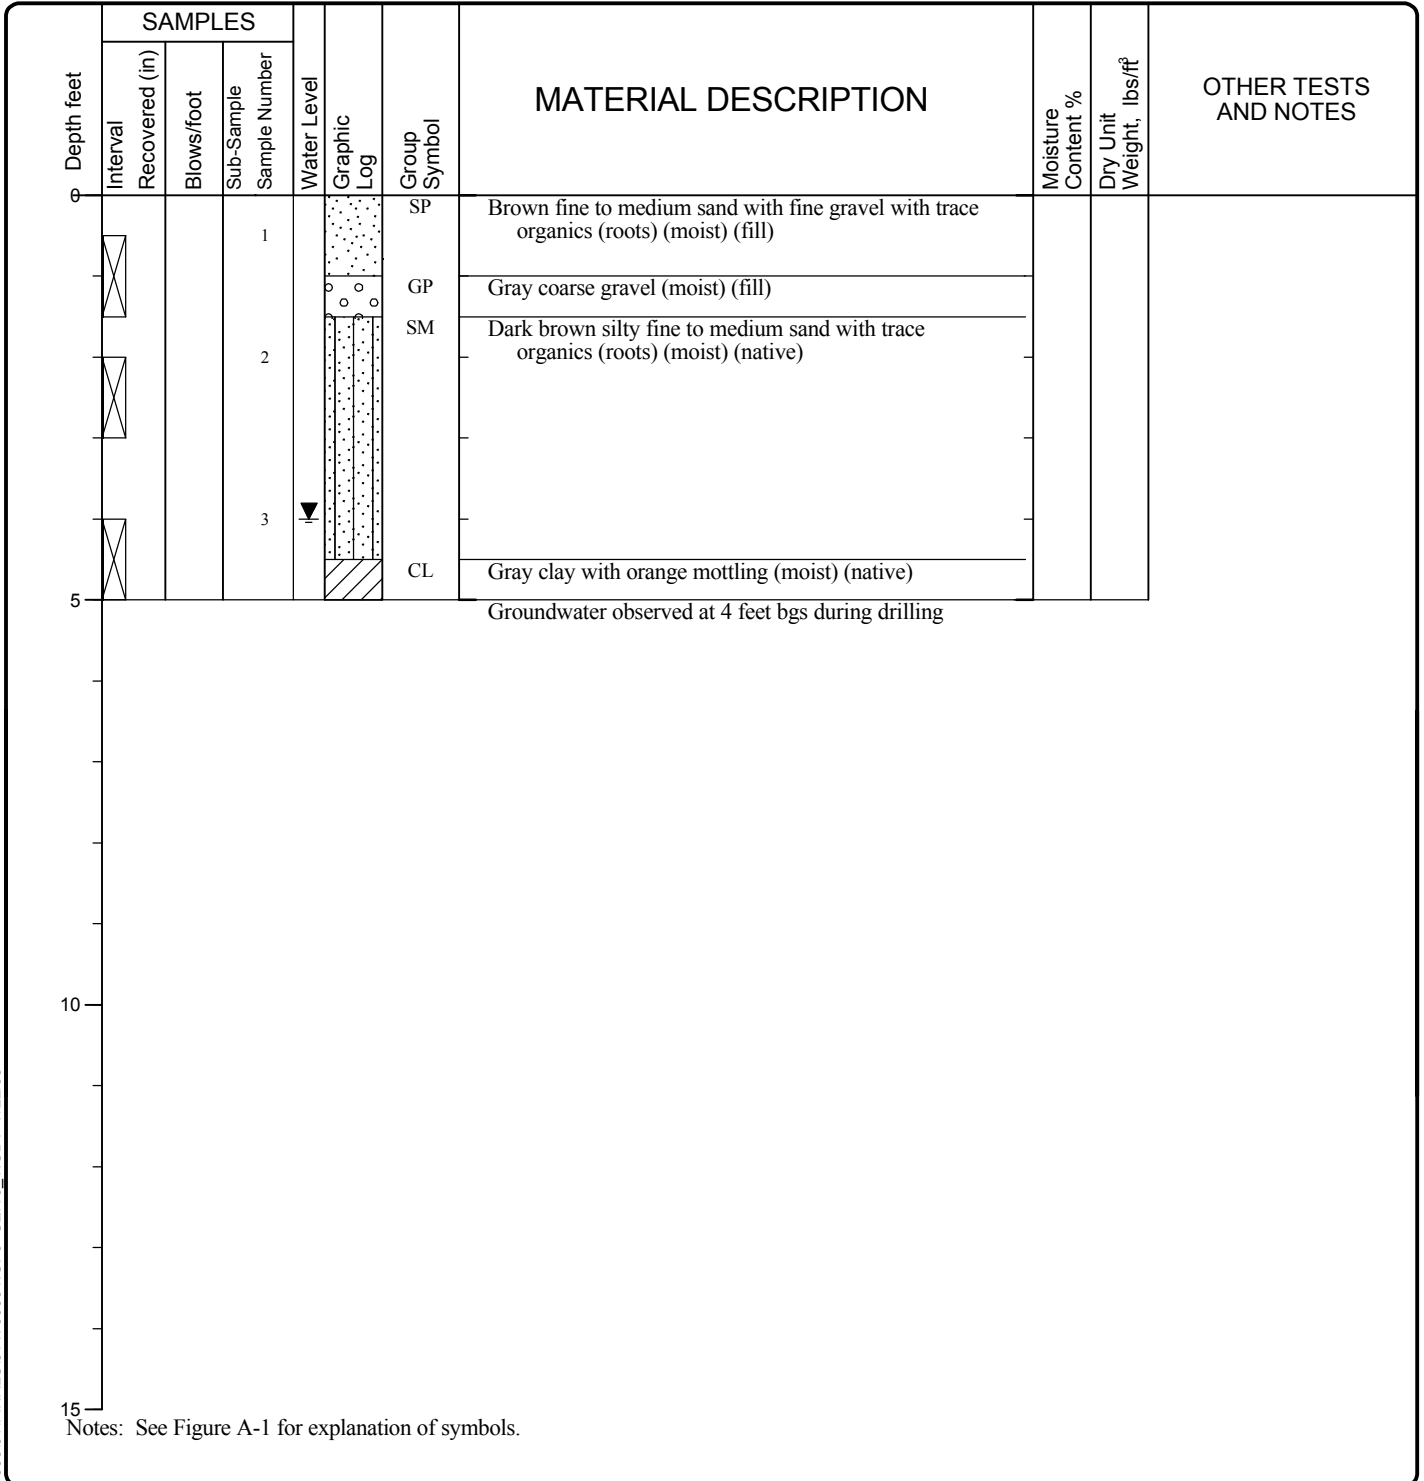 SAMPLES
Depth feet
Interval
Recovered (in)
Blows/foot
Sub-Sample
Sample Number
Water Level
Graphic
Log
Group
Symbol
MATERIAL DESCRIPTION
Moisture
Content %
Dry Unit
Weight, lbs/ft³
OTHER TESTS
AND NOTES
0
SP
Brown fine to medium sand with fine gravel with trace
organics (roots) (moist) (fill)
1
GP
Gray coarse gravel (moist) (fill)
SM
Dark brown silty fine to medium sand with trace
organics (roots) (moist) (native)
2
3
CL
Gray clay with orange mottling (moist) (native)
5
Groundwater observed at 4 feet bgs during drilling
10
15
Notes: See Figure A-1 for explanation of symbols.